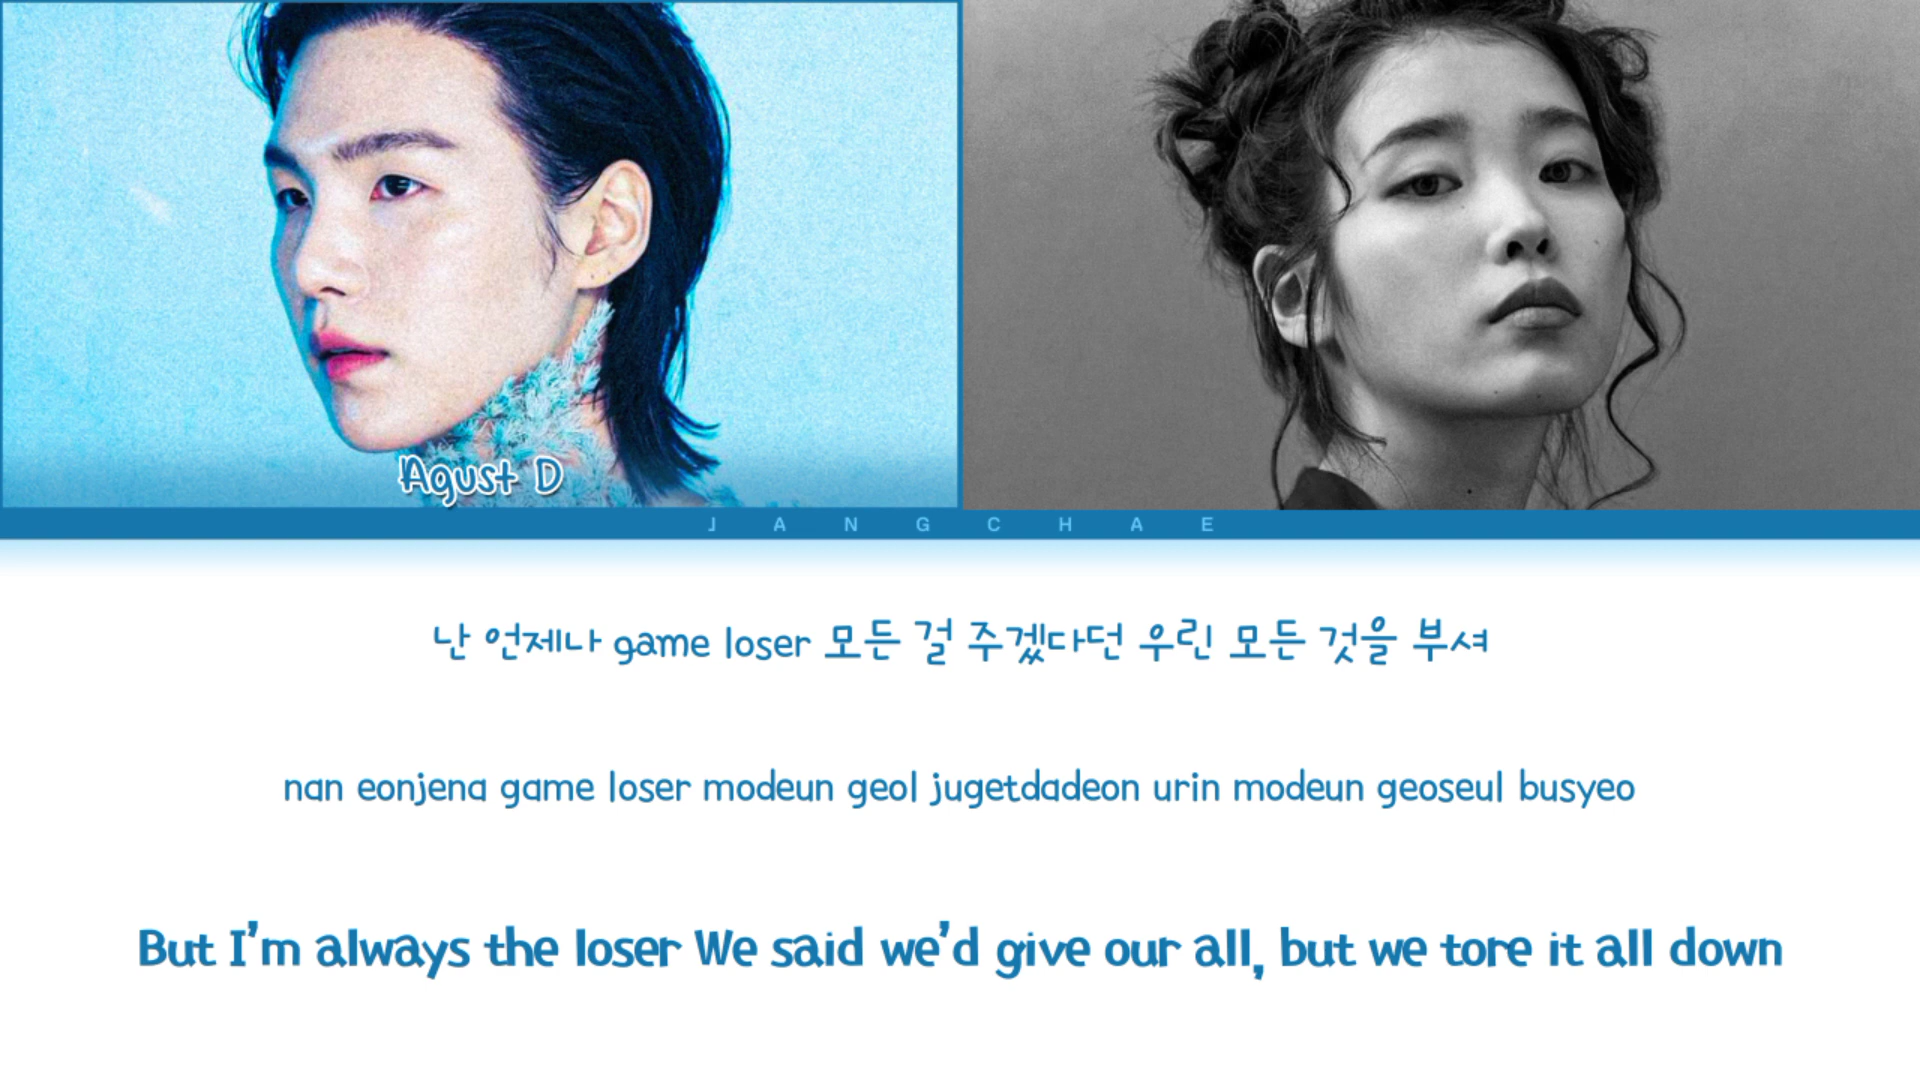 Agust D
JANGCHAE
난 언제나 game loser 모든 걸 주겠다던 우린 모든 것을 부셔
nan eonjena game loser modeun geol jugetdadeon urin modeun geoseul busyeo
But I'm always the loser We said we'd give our all, but we tore it all down